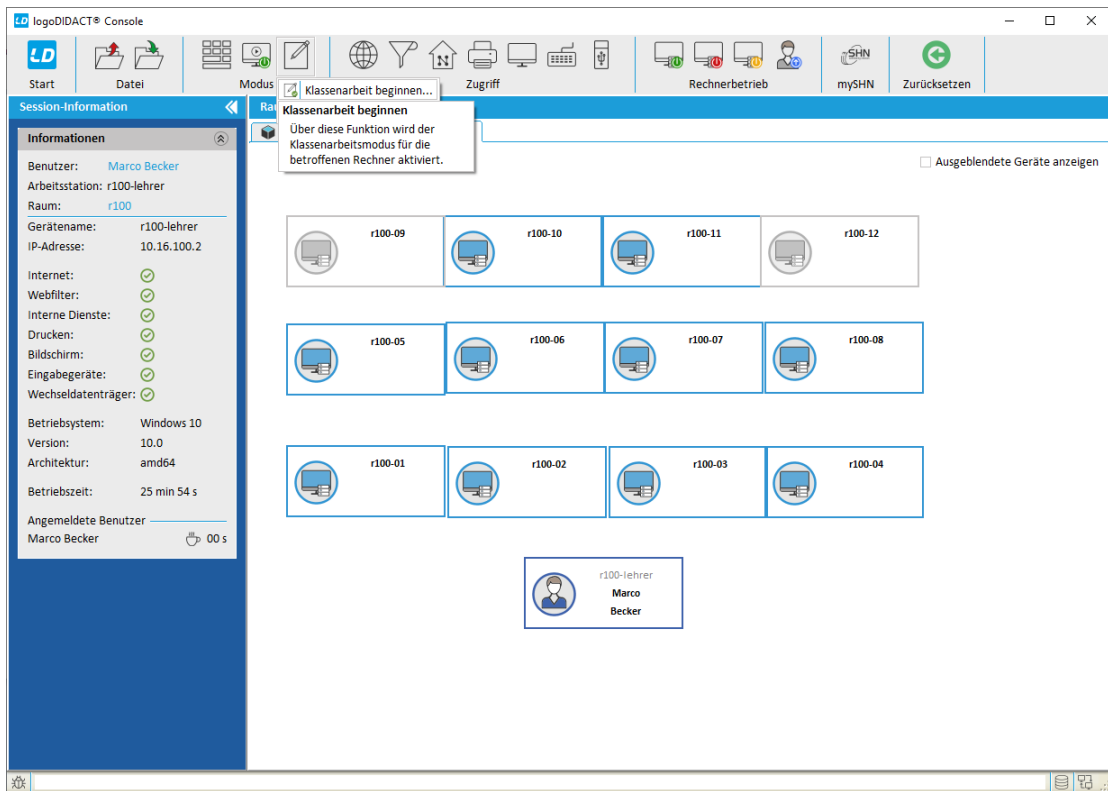 LD logoDIDACT® Console
LD
SHN
Start Datei Modus Zugriff Rechnerbetrieb mySHN Zurücksetzen
Klassenarbeit beginnen...
Klassenarbeit beginnen
Über diese Funktion wird der
Klassenarbeitsmodus für die
betroffenen Rechner aktiviert.
Session-Information
Informationen
Benutzer: Marco Becker
Arbeitsstation: r100-lehrer
Raum: r100
Gerätename: r100-lehrer
IP-Adresse: 10.16.100.2
Internet:
Webfilter:
Interne Dienste:
Drucken:
Bildschirm:
Eingabegeräte:
Wechseldatenträger:
Betriebsystem: Windows 10
Version: 10.0
Architektur: amd64
Betriebszeit: 25 min 54 s
Angemeldete Benutzer
Marco Becker 00 s
Ausgeblendete Geräte anzeigen
r100-09 r100-10 r100-11 r100-12
r100-05 r100-06 r100-07 r100-08
r100-01 r100-02 r100-03 r100-04
r100-lehrer
Marco
Becker